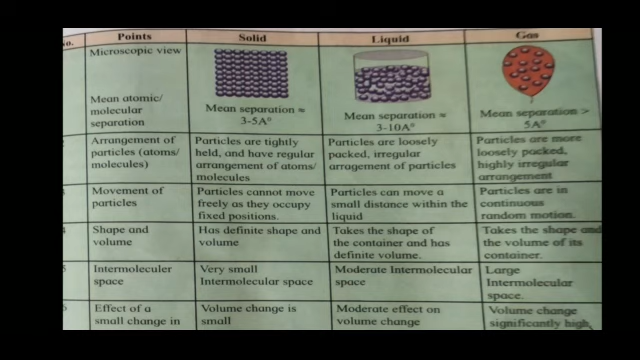 No. Points Solid Liquid Gas
Microscopic view
Mean atomic/
molecular
separation
Mean separation ≈
3-5A⁰
Mean separation ≈
3-10A⁰
Mean separation >
5A⁰
Arrangement of
particles (atoms/
molecules)
Particles are tightly
held, and have regular
arrangement of atoms/
molecules
Particles are loosely
packed, irregular
arragement of particles
Particles are more
loosely packed,
highly irregular
arrangement
Movement of
particles
Particles cannot move
freely as they occupy
fixed positions.
Particles can move a
small distance within the
liquid
Particles are in
continuous
random motion.
4
Shape and
volume
Has definite shape and
volume
Takes the shape of
the container and has
definite volume.
Takes the shape and
the volume of its
container.
5
Intermoleculer
space
Very small
Intermolecular space
Moderate Intermolecular
space
Large
Intermolecular
space.
6
Effect of a
small change in
Volume change is
small
Moderate effect on
volume change
Volume change
significantly high